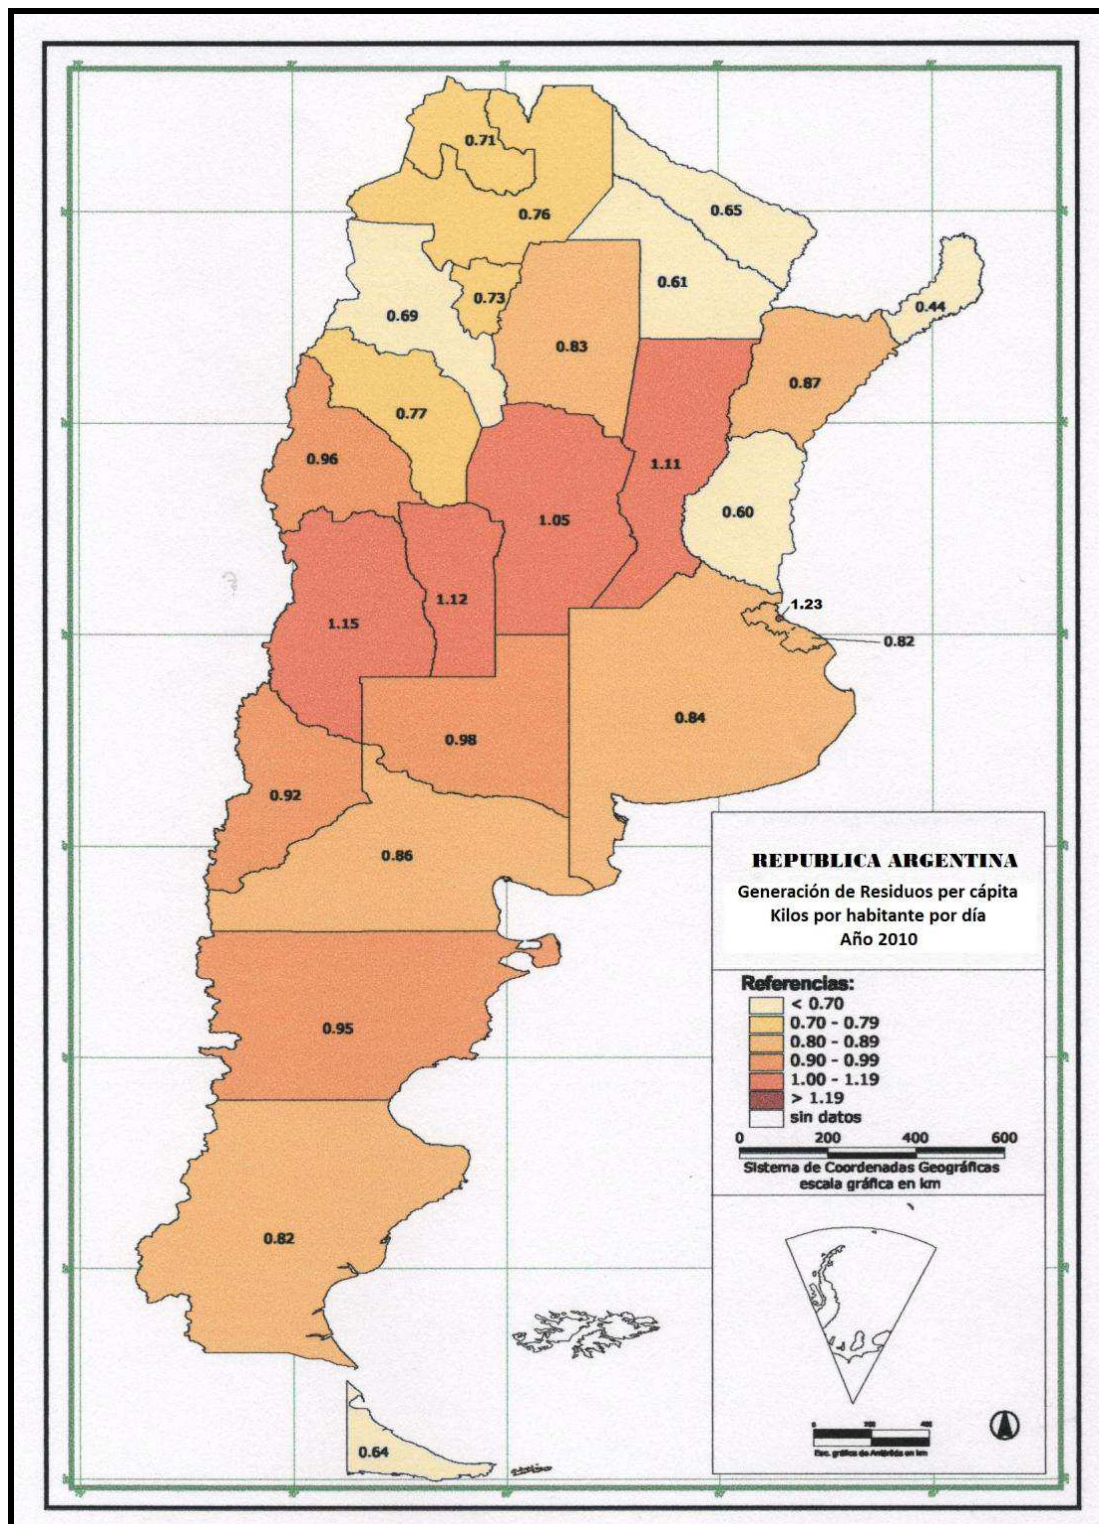 0.71
0.76
0.65
0.61
0.44
0.73
0.69
0.83
0.87
0.77
0.96
1.11
1.05
0.60
1.12
1.15
1.23
0.82
0.84
0.98
0.92
0.86
0.95
0.82
0.64
REPUBLICA ARGENTINA
Generación de Residuos per cápita
Kilos por habitante por día
Año 2010
Referencias:
< 0.70
0.70 - 0.79
0.80 - 0.89
0.90 - 0.99
1.00 - 1.19
> 1.19
sin datos
0 200 400 600
Sistema de Coordenadas Geográficas
escala gráfica en km